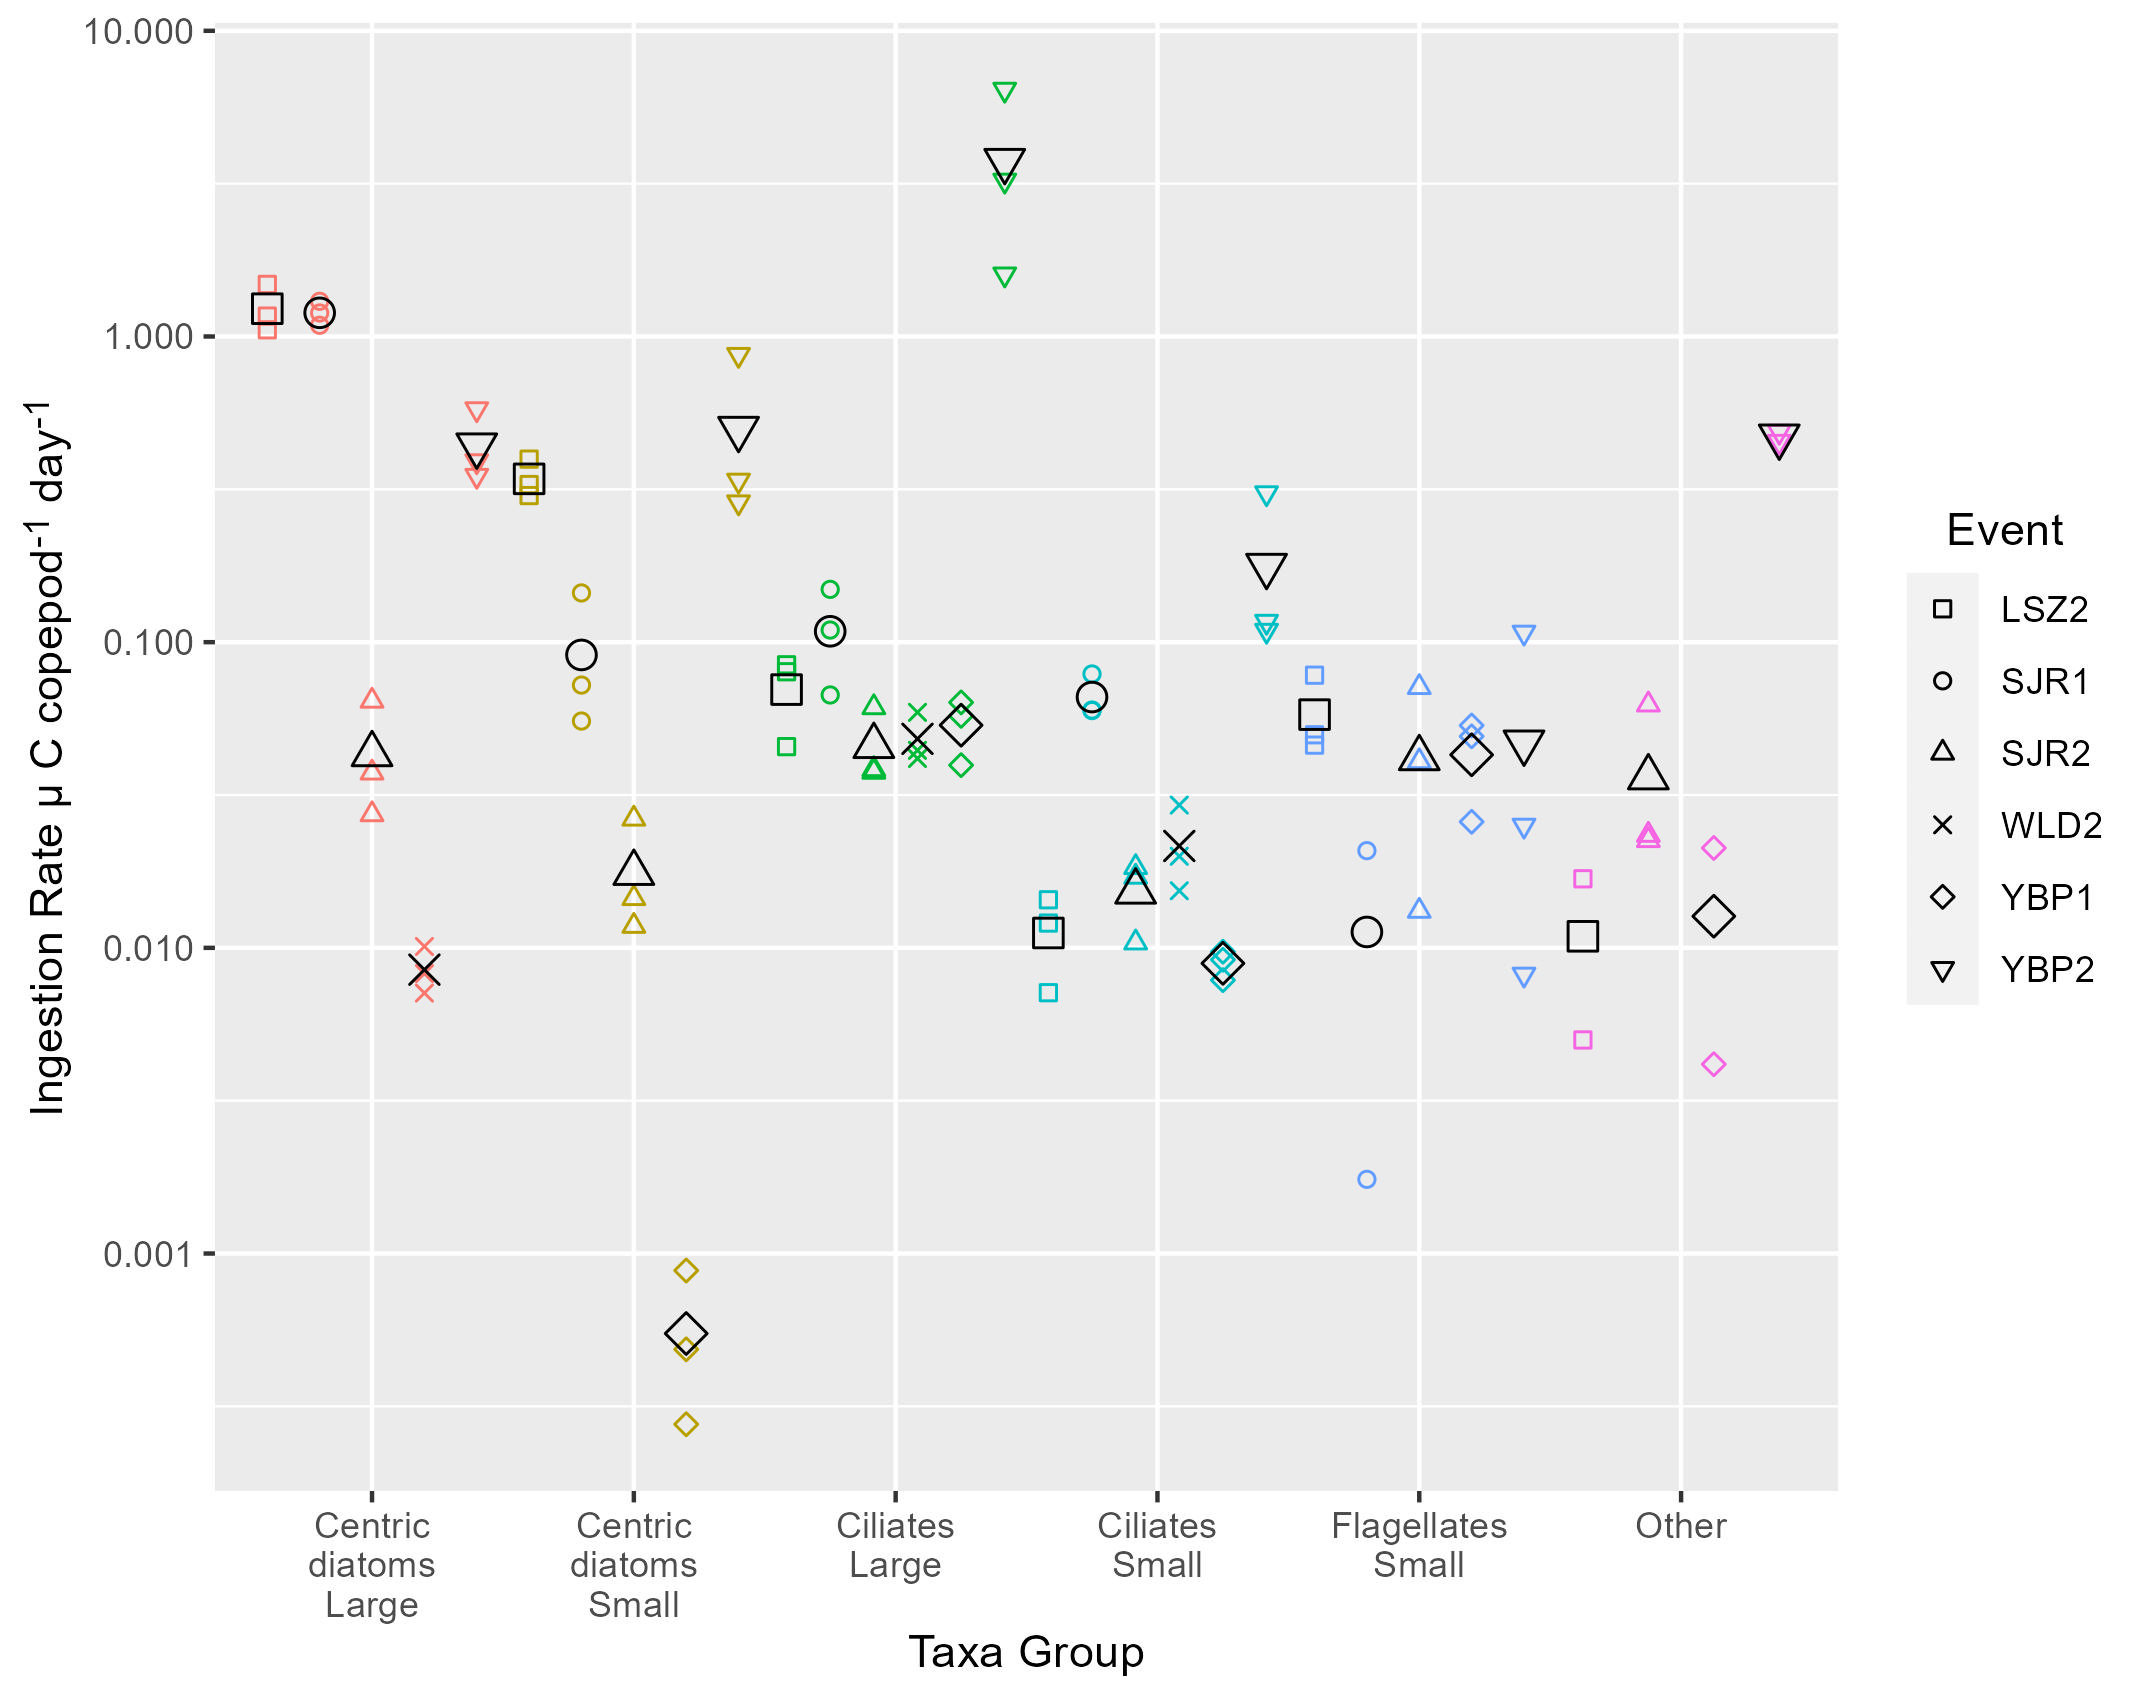 10.000
1.000
0.100
0.010
0.001
Ingestion Rate µ C copepod⁻¹ day⁻¹
Centric
diatoms
Large
Centric
diatoms
Small
Ciliates
Large
Ciliates
Small
Flagellates
Small
Other
Taxa Group
Event
LSZ2
SJR1
SJR2
WLD2
YBP1
YBP2